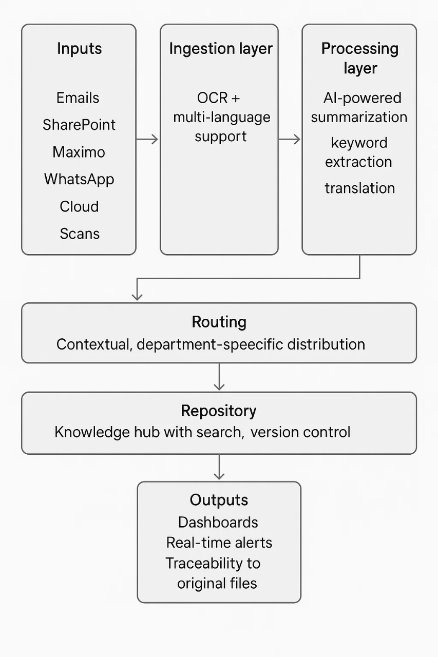 Inputs
Emails
SharePoint
Maximo
WhatsApp
Cloud
Scans
Ingestion layer
OCR +
multi-language
support
Processing
layer
AI-powered
summarization
keyword
extraction
translation
Routing
Contextual, department-speecific distribution
Repository
Knowledge hub with search, version control
Outputs
Dashboards
Real-time alerts
Traceability to
original files